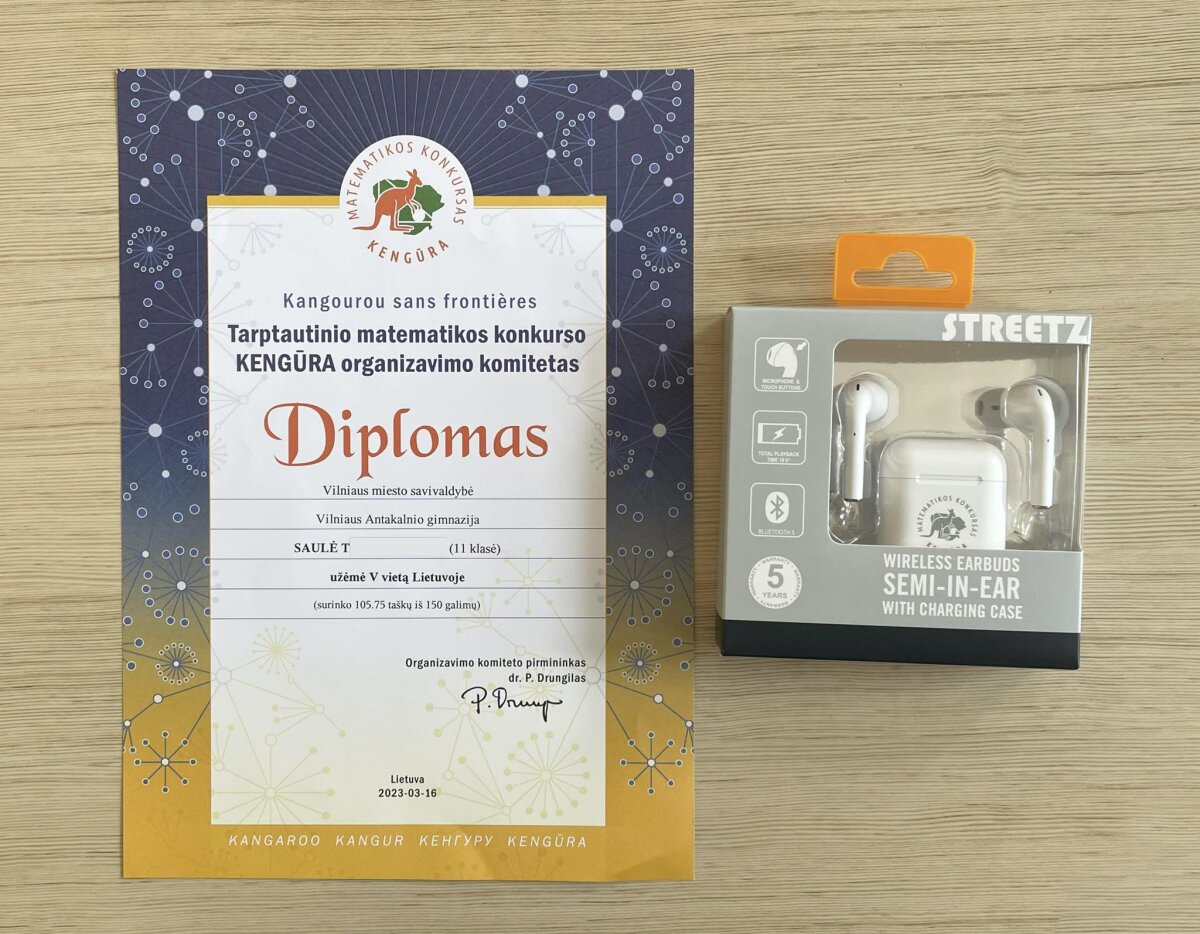 MATEMATIKOS KONKURSAS
KENGŪRA
Kangourou sans frontières
Tarptautinio matematikos konkurso
KENGŪRA organizavimo komitetas
Diplomas
Vilniaus miesto savivaldybė
Vilniaus Antakalnio gimnazija
SAULĖ T (11 klasė)
užėmė V vietą Lietuvoje
(surinko 105.75 taškų iš 150 galimų)
Organizavimo komiteto pirmininkas
dr. P. Drungilas
Lietuva
2023-03-16
KANGAROO KANGUR КЕНГУРУ KENGŪRA
STREETZ
MICROPHONE &
TOUCH BUTTONS
TOTAL PLAYBACK
BLUETOOTH 5
WARRANTY
5
YEARS
MATEMATIKOS KONKURSAS
WIRELESS EARBUDS
SEMI-IN-EAR
WITH CHARGING CASE